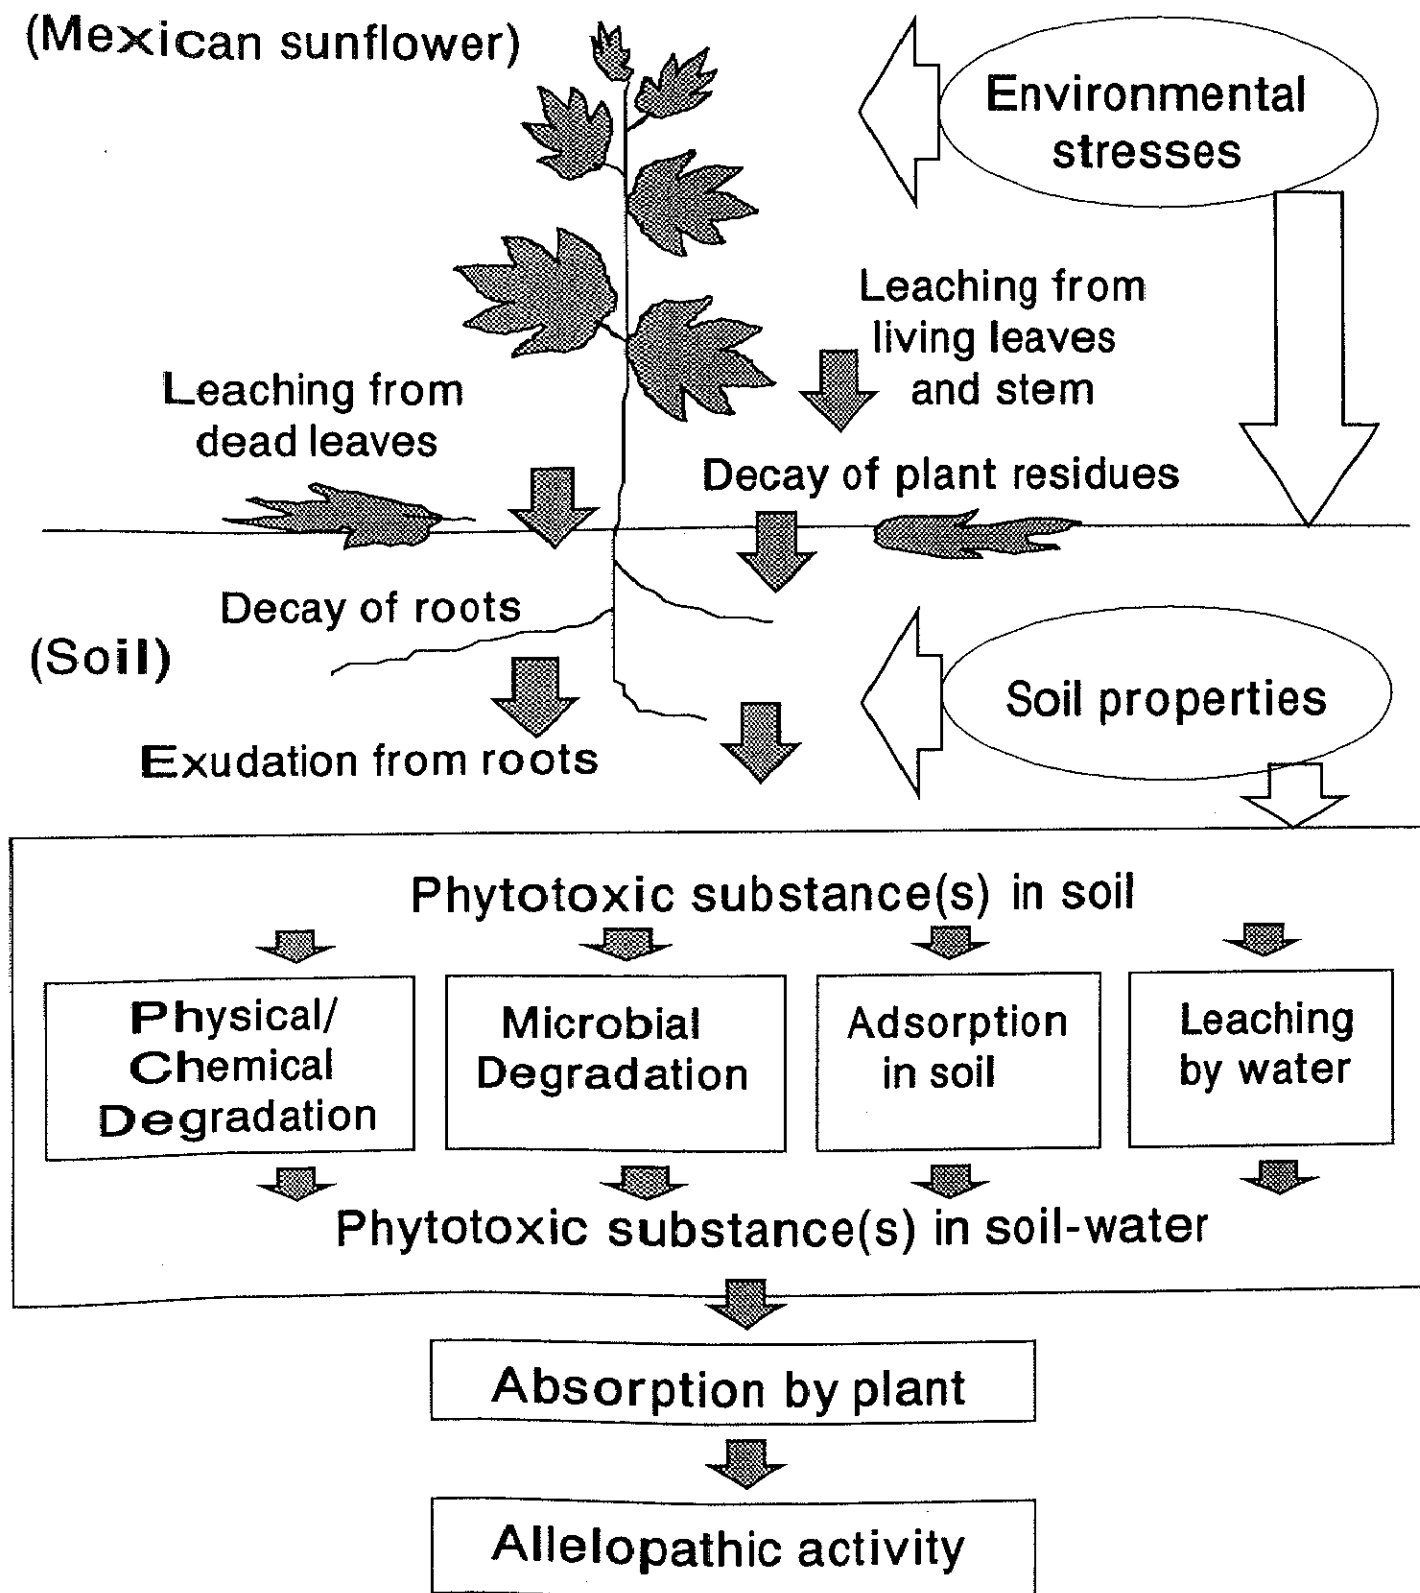 (Mexican sunflower)
Environmental
stresses
Leaching from
living leaves
and stem
Leaching from
dead leaves
Decay of plant residues
Decay of roots
(Soil)
Soil properties
Exudation from roots
Phytotoxic substance(s) in soil
Physical/
Chemical
Degradation
Microbial
Degradation
Adsorption
in soil
Leaching
by water
Phytotoxic substance(s) in soil-water
Absorption by plant
Allelopathic activity